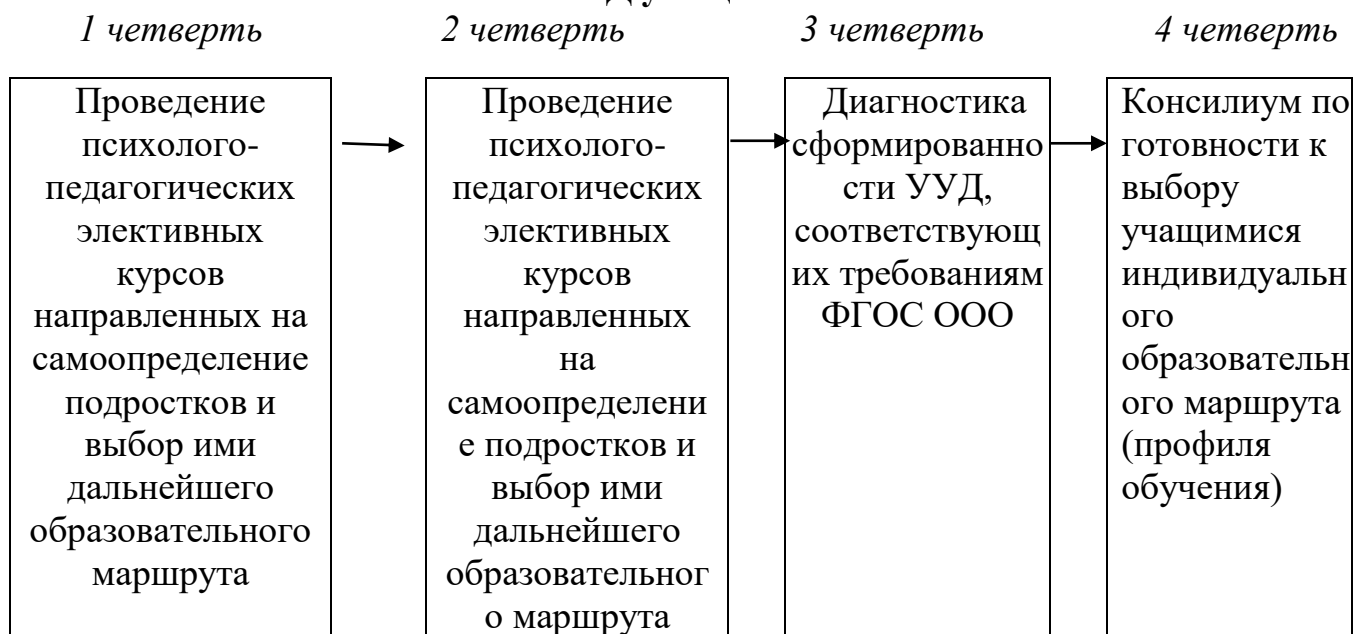 1 четверть
2 четверть
3 четверть
4 четверть
Проведение
психолого-
педагогических
элективных
курсов
направленных на
самоопределение
подростков и
выбор ими
дальнейшего
образовательного
маршрута
Проведение
психолого-
педагогических
элективных
курсов
направленных
на
самоопределени
е подростков и
выбор ими
дальнейшего
образовательног
о маршрута
Диагностика
сформированно
сти УУД,
соответствующ
их требованиям
ФГОС ООО
Консилиум по
готовности к
выбору
учащимися
индивидуальн
ого
образовательн
ого маршрута
(профиля
обучения)